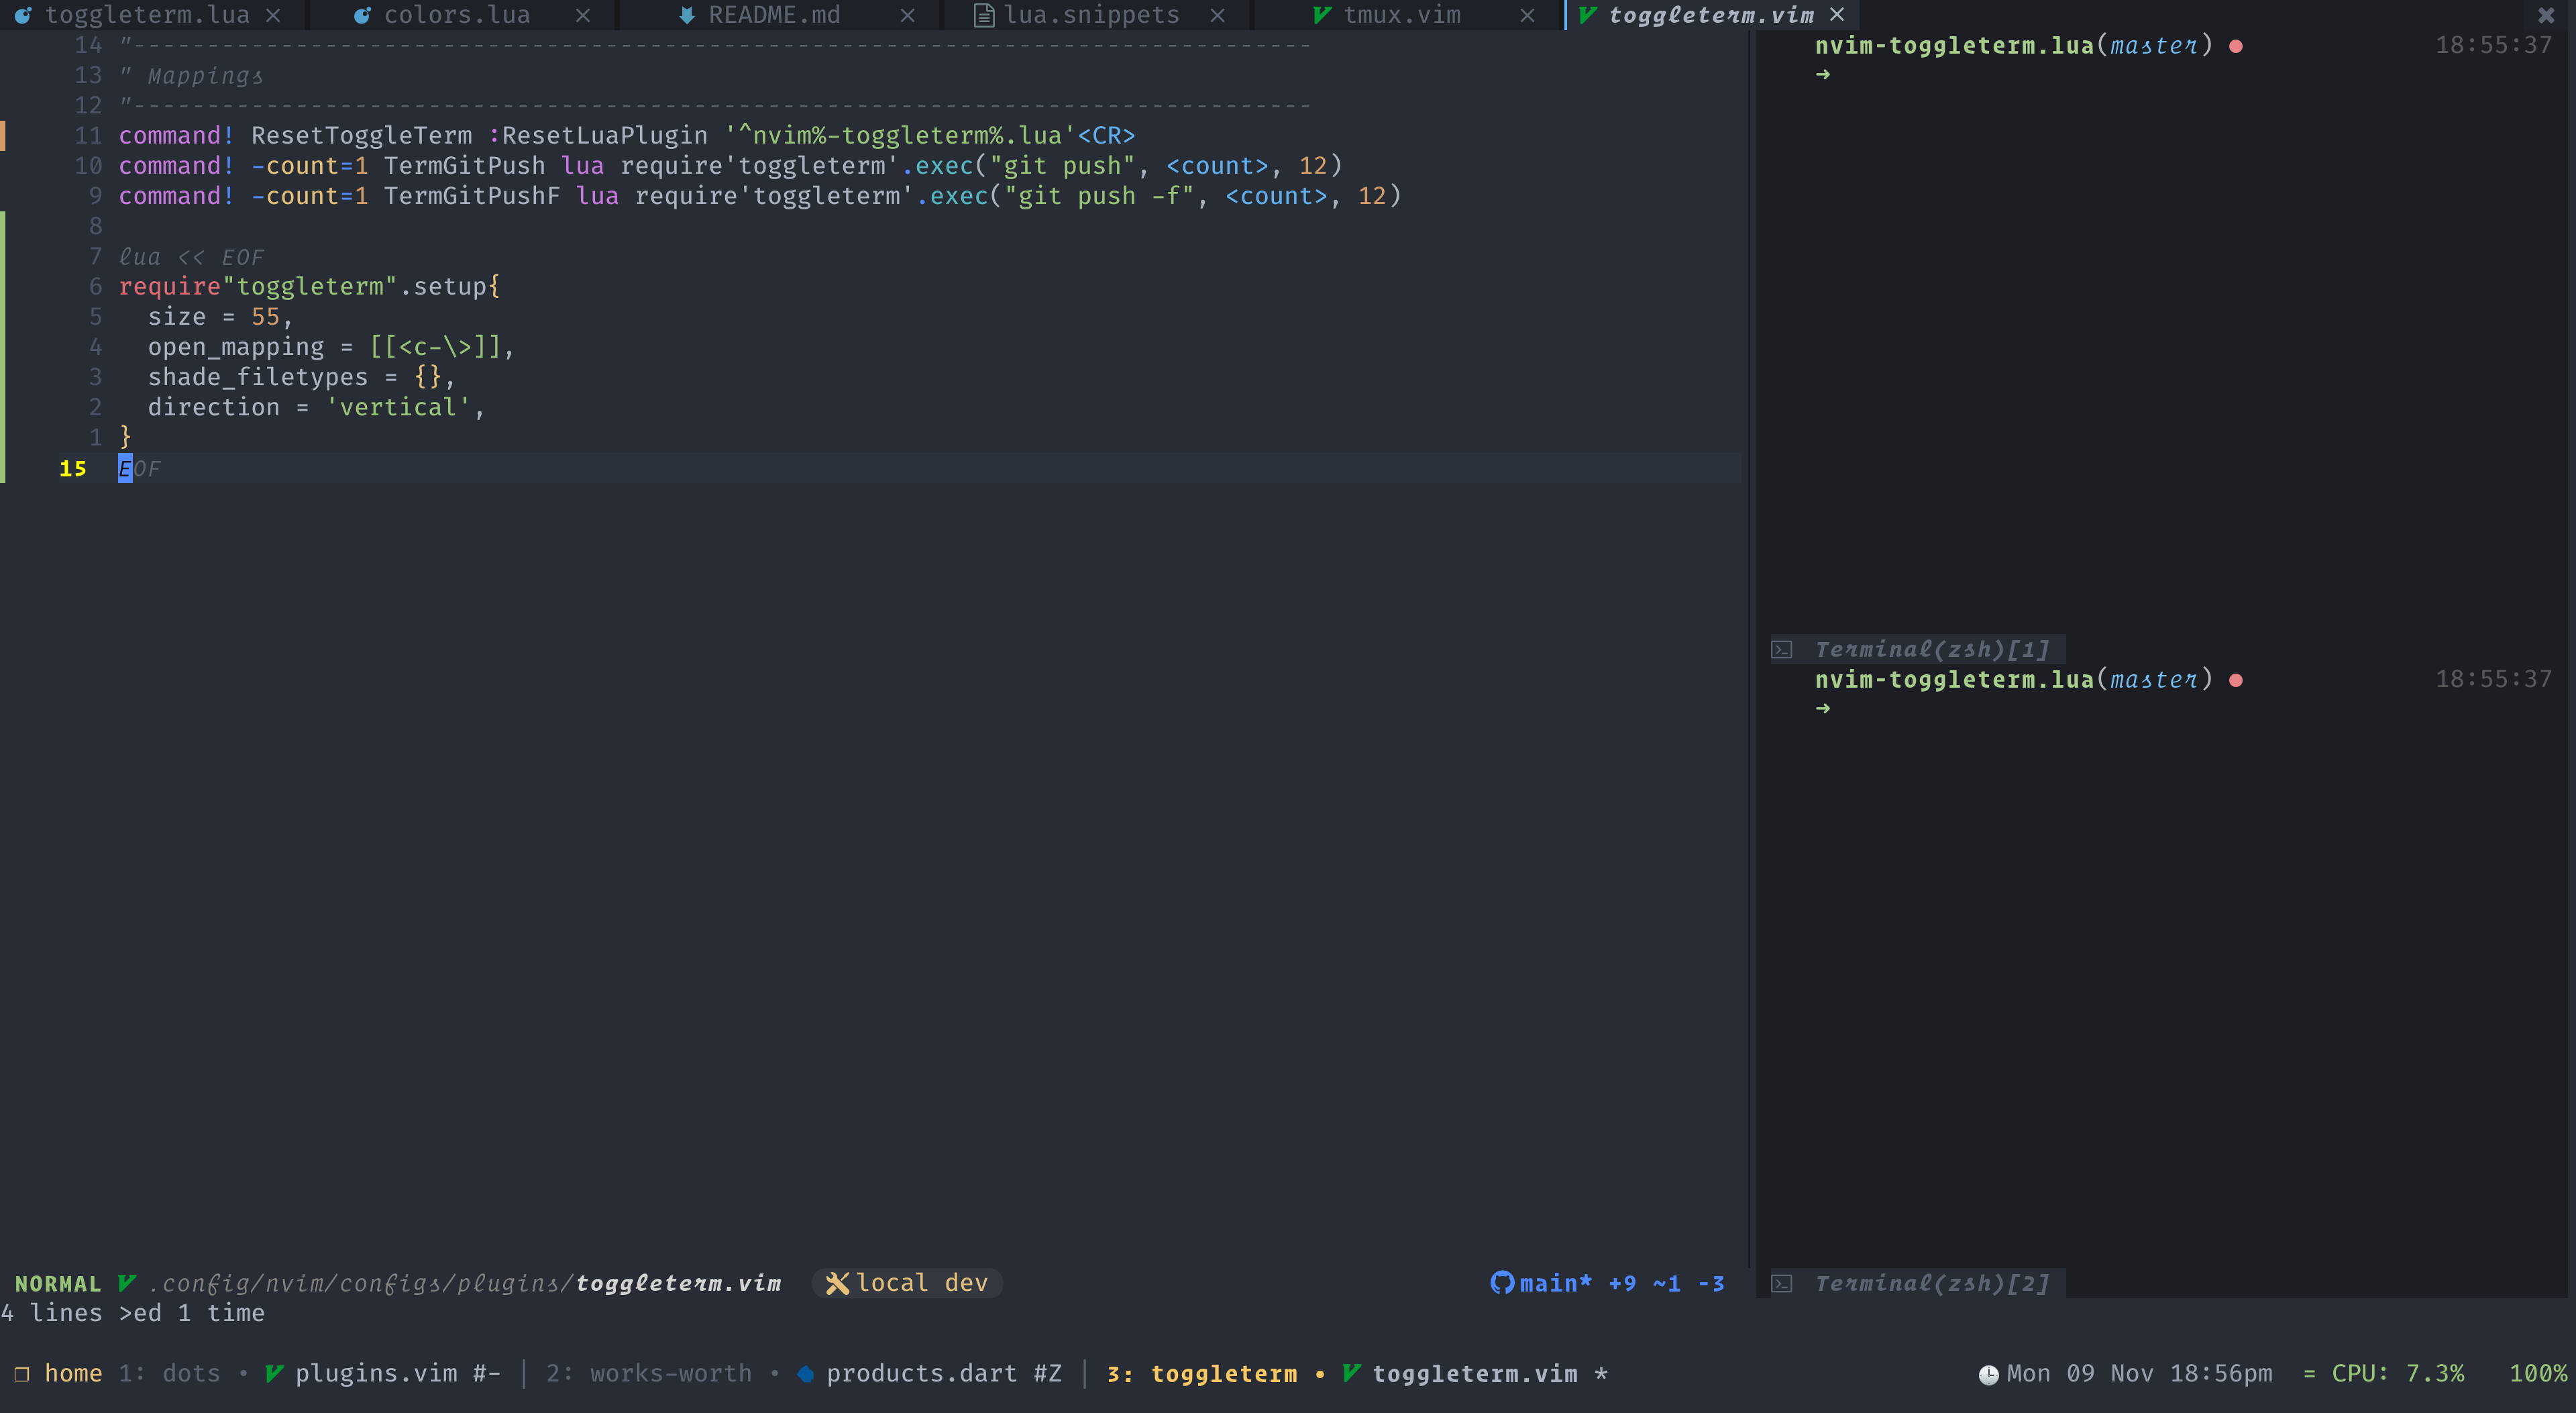 toggleterm.lua × colors.lua × README.md × lua.snippets × tmux.vim × toggleterm.vim ×
14 "--------------------------------------------------------------------------------
13 " Mappings
12 "--------------------------------------------------------------------------------
11 command! ResetToggleTerm :ResetLuaPlugin '^nvim%-toggleterm%.lua'<CR>
10 command! -count=1 TermGitPush lua require'toggleterm'.exec("git push", <count>, 12)
9 command! -count=1 TermGitPushF lua require'toggleterm'.exec("git push -f", <count>, 12)
8
7 lua << EOF
6 require"toggleterm".setup{
5   size = 55,
4   open_mapping = [[<c-\>]],
3   shade_filetypes = {},
2   direction = 'vertical',
1 }
15 EOF
NORMAL .config/nvim/configs/plugins/toggleterm.vim local dev main* +9 ~1 -3
4 lines >ed 1 time
nvim-toggleterm.lua(master) ● 18:55:37
→
Terminal(zsh)[1]
nvim-toggleterm.lua(master) ● 18:55:37
→
Terminal(zsh)[2]
❐ home 1: dots • plugins.vim #- │ 2: works-worth • products.dart #Z │ 3: toggleterm • toggleterm.vim * Mon 09 Nov 18:56pm = CPU: 7.3% 100%